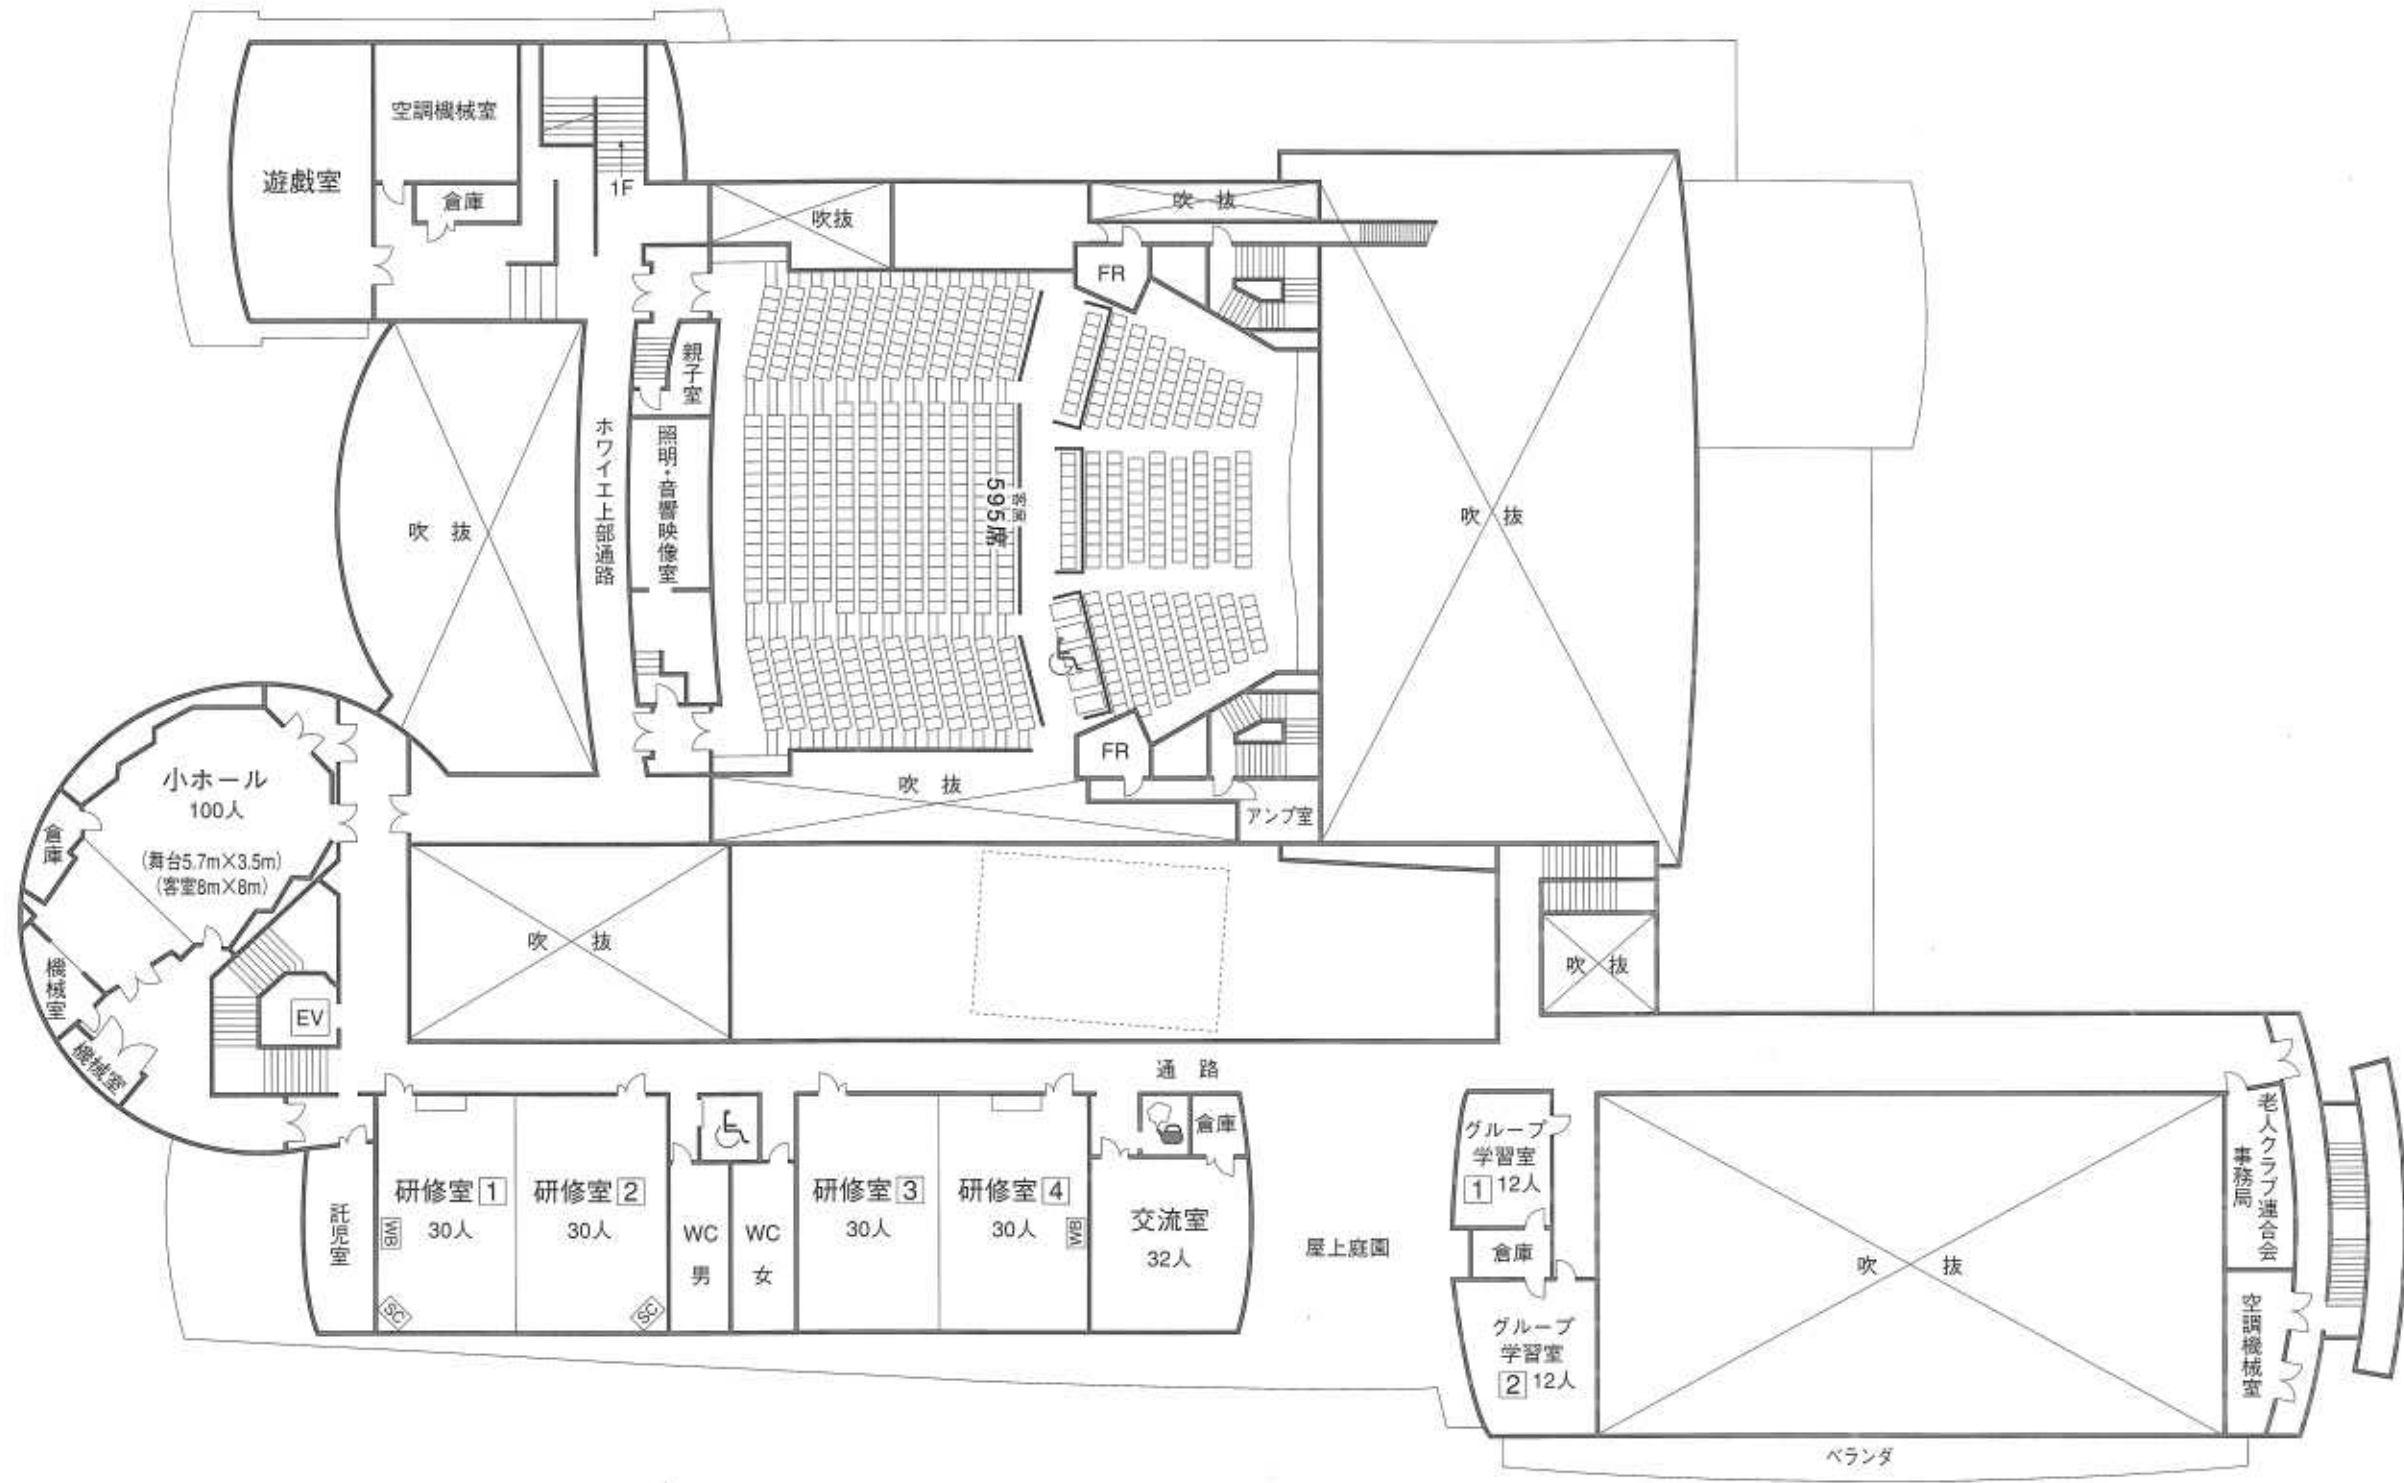 空調機械室
遊戯室
倉庫
1F
吹抜
吹抜
FR
親子室
ホワイエ上部通路
照明・音響映像室
客席
595席
吹抜
吹抜
FR
吹抜
アンプ室
小ホール
100人
(舞台5.7m×3.5m)
(客室8m×8m)
倉庫
機械室
機械室
EV
吹抜
吹抜
通路
託児室
研修室1
30人
WB
SC
研修室2
30人
SC
WC
男
WC
女
研修室3
30人
研修室4
30人
WB
倉庫
交流室
32人
屋上庭園
グループ
学習室
1 12人
倉庫
グループ
学習室
2 12人
吹抜
老人クラブ連合会
事務局
空調機械室
ベランダ